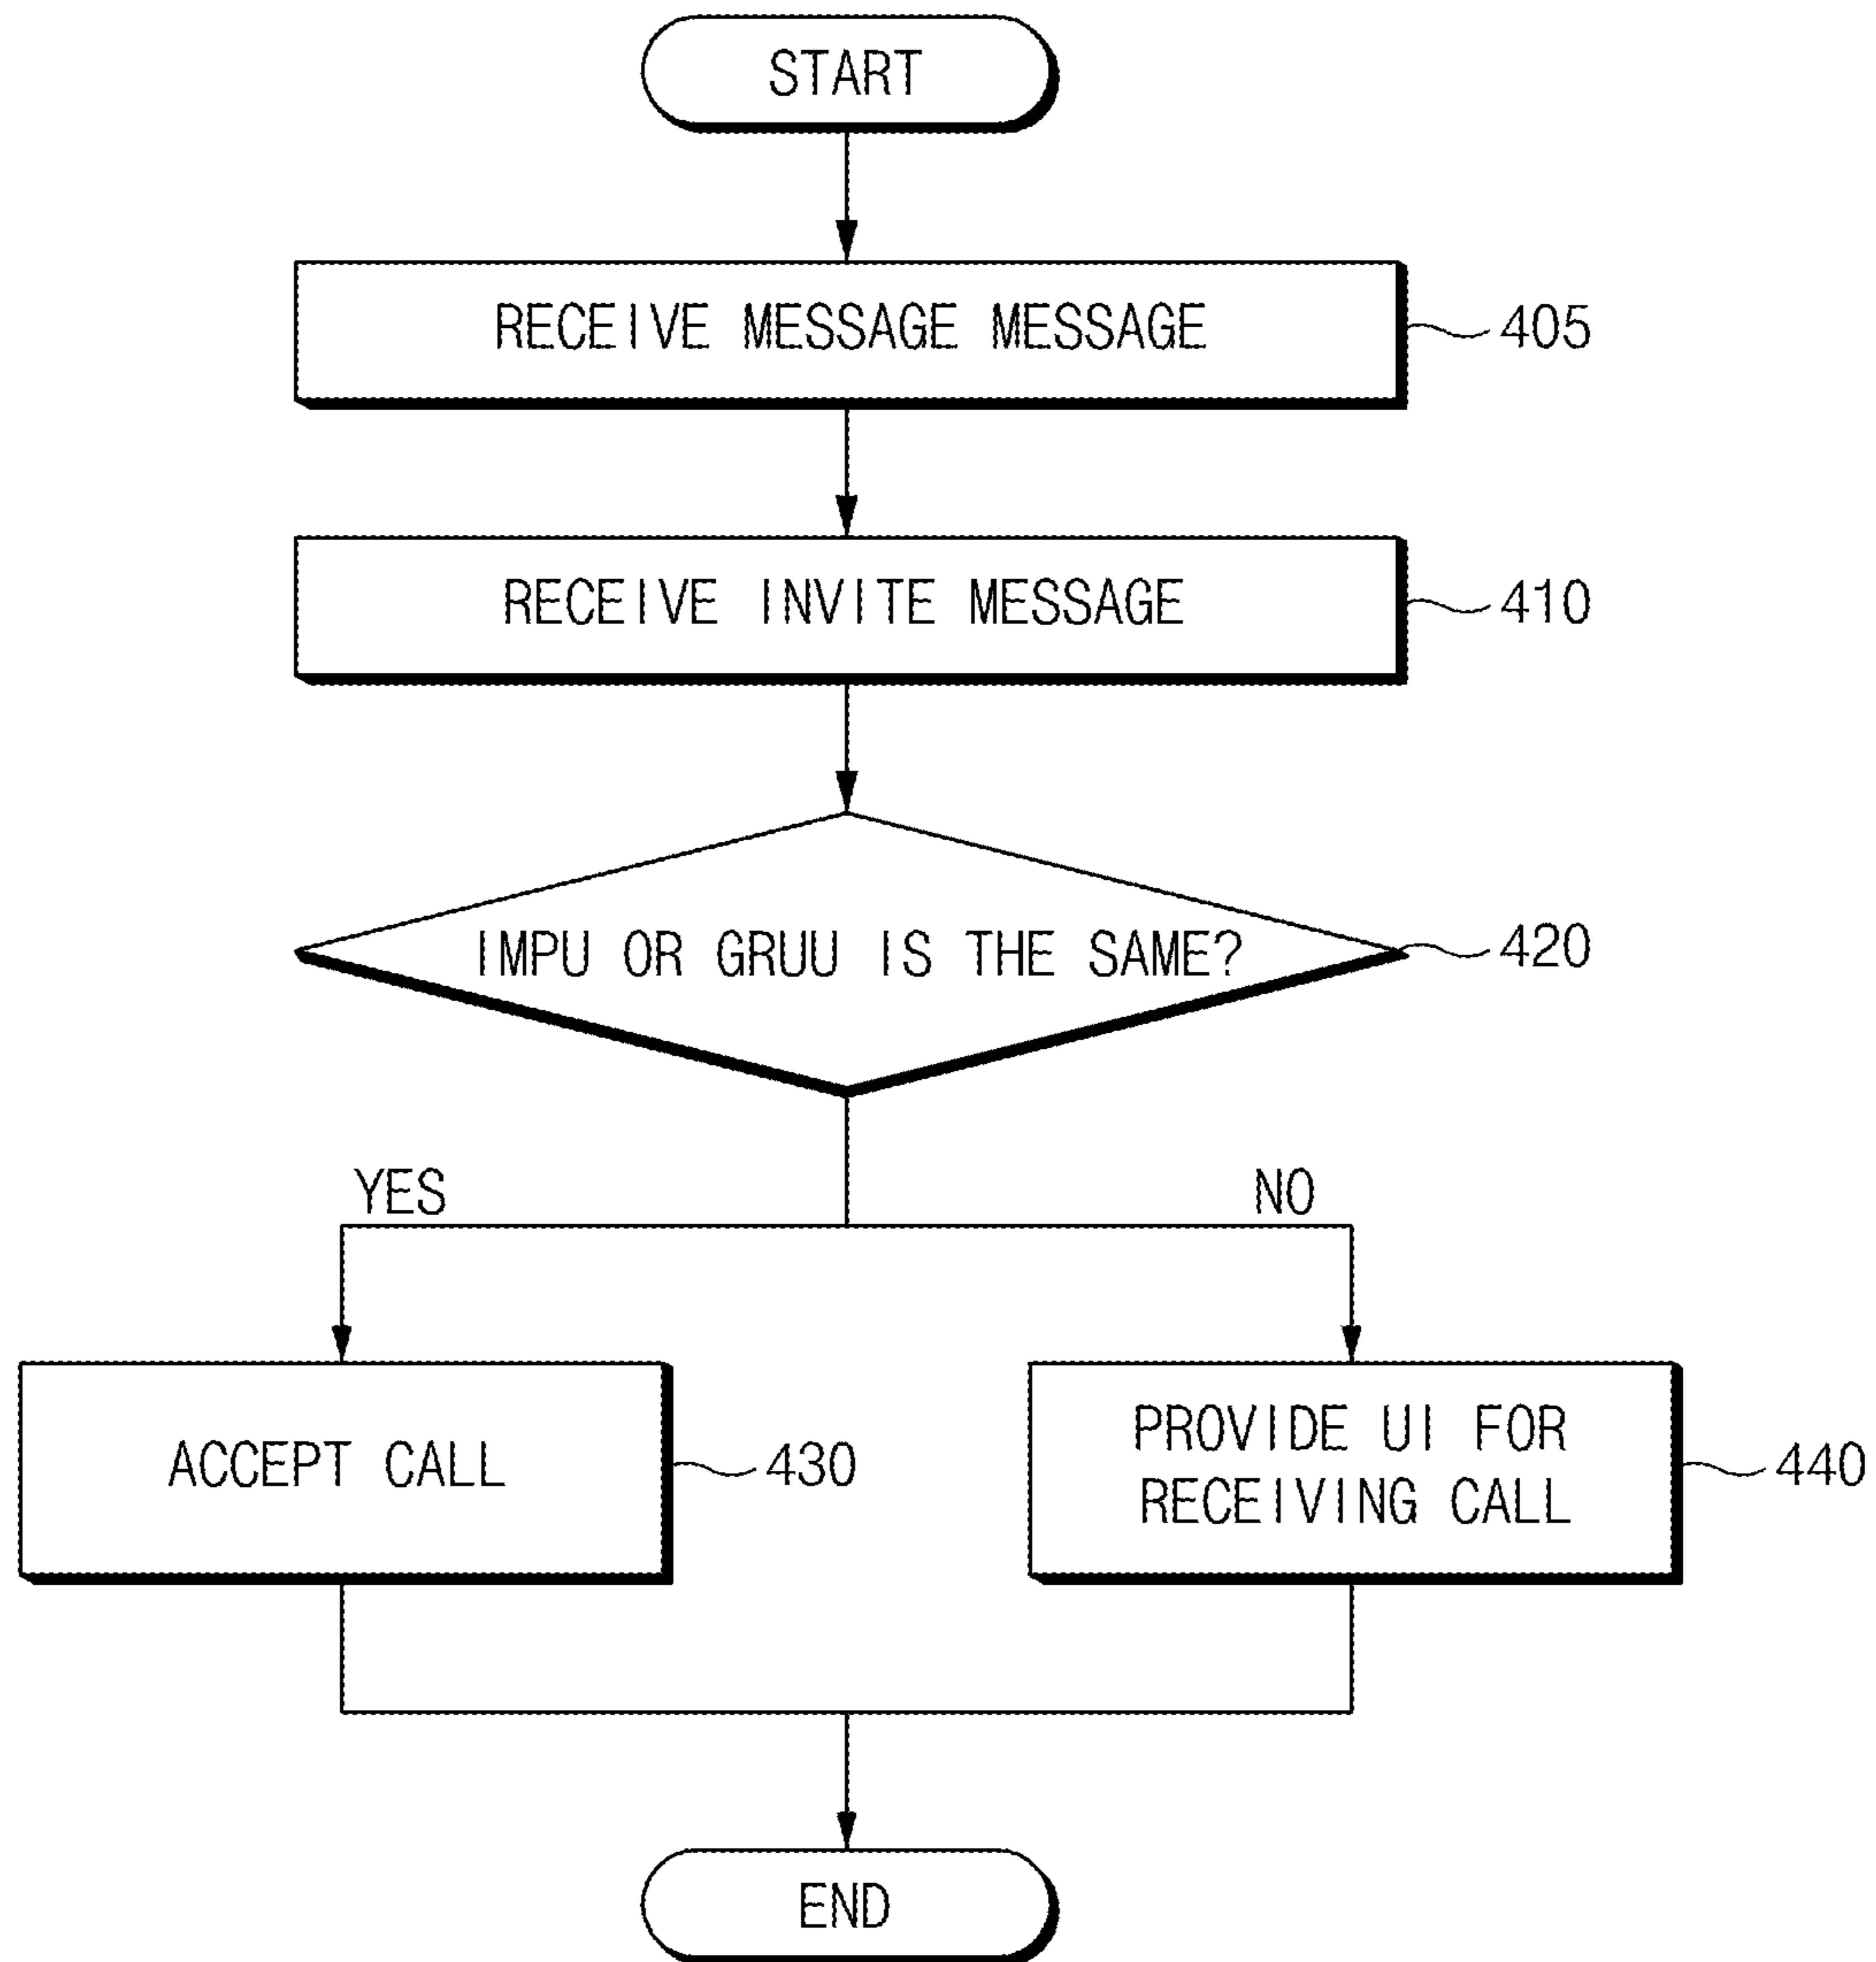 START
RECEIVE MESSAGE MESSAGE
405
RECEIVE INVITE MESSAGE
410
IMPU OR GRUU IS THE SAME?
420
YES
NO
ACCEPT CALL
430
PROVIDE UI FOR
RECEIVING CALL
440
END